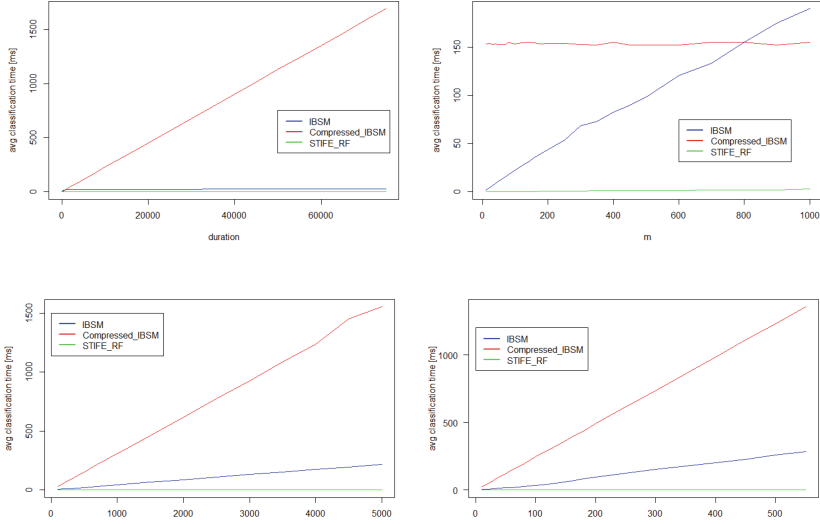 avg classification time [ms]
1500
1000
500
0
IBSM
Compressed_IBSM
STIFE_RF
0 20000 40000 60000
duration
avg classification time [ms]
150
100
50
0
IBSM
Compressed_IBSM
STIFE_RF
0 200 400 600 800 1000
m
avg classification time [ms]
1500
1000
500
0
IBSM
Compressed_IBSM
STIFE_RF
0 1000 2000 3000 4000 5000
avg classification time [ms]
1000
500
0
IBSM
Compressed_IBSM
STIFE_RF
0 100 200 300 400 500